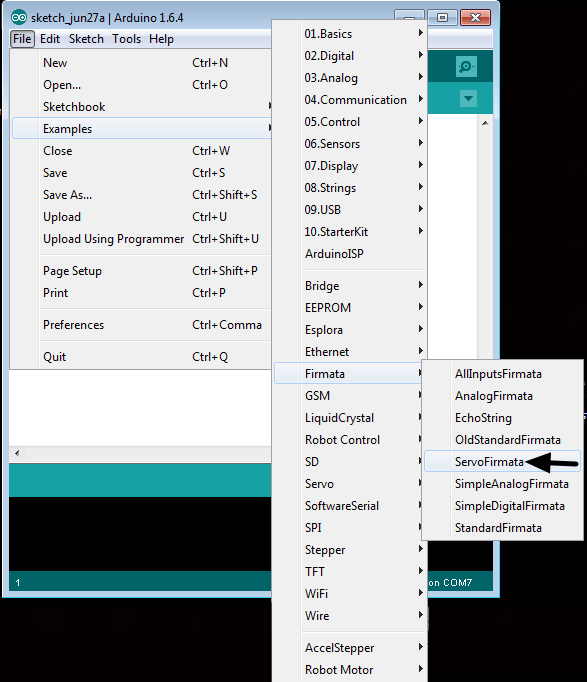 sketch_jun27a | Arduino 1.6.4
File Edit Sketch Tools Help
New Ctrl+N
Open... Ctrl+O
Sketchbook
Examples
Close Ctrl+W
Save Ctrl+S
Save As... Ctrl+Shift+S
Upload Ctrl+U
Upload Using Programmer Ctrl+Shift+U
Page Setup Ctrl+Shift+P
Print Ctrl+P
Preferences Ctrl+Comma
Quit Ctrl+Q
01.Basics
02.Digital
03.Analog
04.Communication
05.Control
06.Sensors
07.Display
08.Strings
09.USB
10.StarterKit
ArduinoISP
Bridge
EEPROM
Esplora
Ethernet
Firmata
GSM
LiquidCrystal
Robot Control
SD
Servo
SoftwareSerial
SPI
Stepper
TFT
WiFi
Wire
AccelStepper
Robot Motor
AllInputsFirmata
AnalogFirmata
EchoString
OldStandardFirmata
ServoFirmata
SimpleAnalogFirmata
SimpleDigitalFirmata
StandardFirmata
1 on COM7